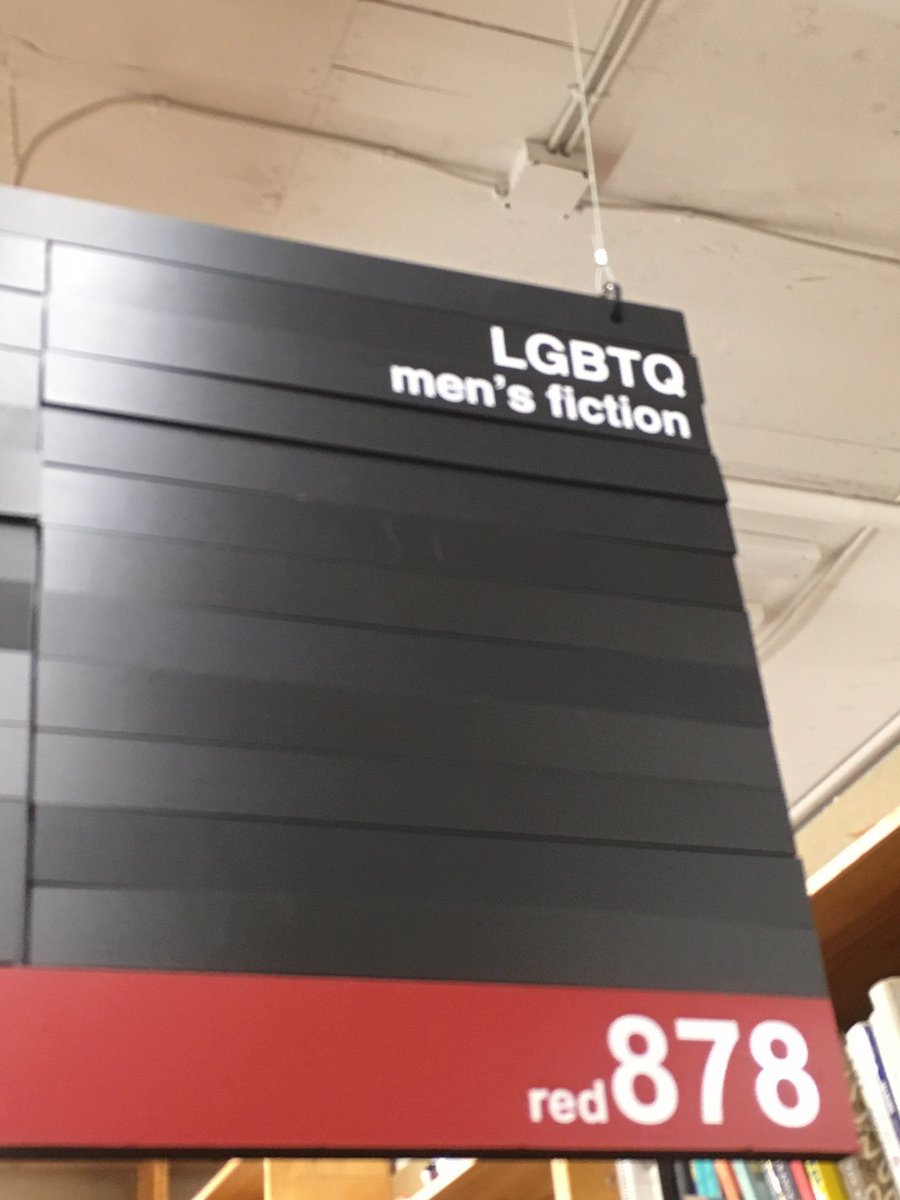 LGBTQ
men's fiction
red878